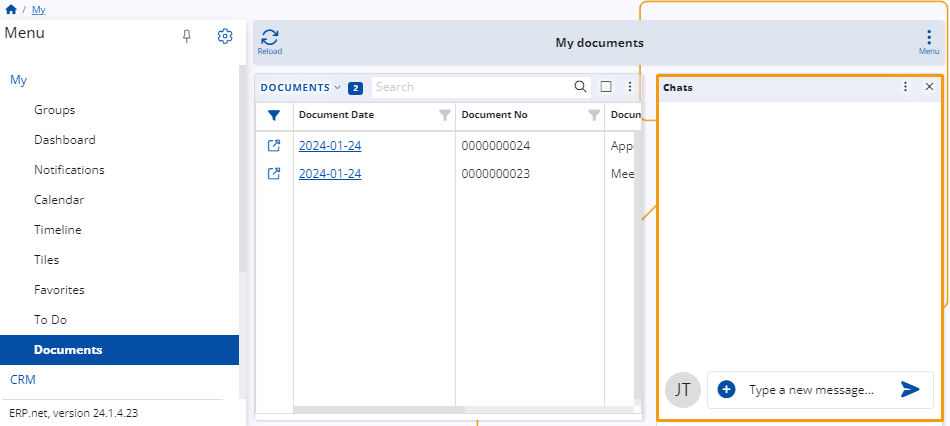 / My
Menu
My
Groups
Dashboard
Notifications
Calendar
Timeline
Tiles
Favorites
To Do
Documents
CRM
ERP.net, version 24.1.4.23
Reload
My documents
Menu
DOCUMENTS 2 Search
Document Date Document No Docum
2024-01-24 0000000024 App
2024-01-24 0000000023 Mee
Chats
JT Type a new message...